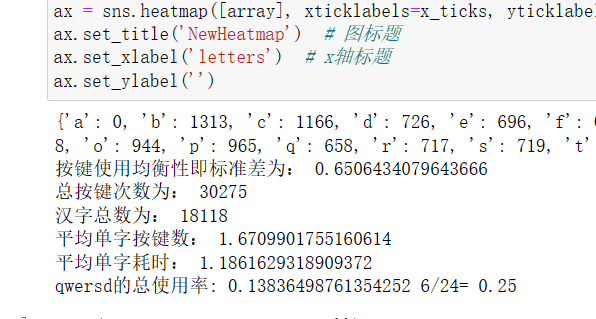 ax = sns.heatmap([array], xticklabels=x_ticks, yticklabel
ax.set_title('NewHeatmap')  # 图标题
ax.set_xlabel('letters')  # x轴标题
ax.set_ylabel('')
{'a': 0, 'b': 1313, 'c': 1166, 'd': 726, 'e': 696, 'f':
8, 'o': 944, 'p': 965, 'q': 658, 'r': 717, 's': 719, 't'
按键使用均衡性即标准差为: 0.6506434079643666
总按键次数为: 30275
汉字总数为: 18118
平均单字按键数: 1.6709901755160614
平均单字耗时: 1.1861629318909372
qwersd的总使用率: 0.13836498761354252 6/24= 0.25